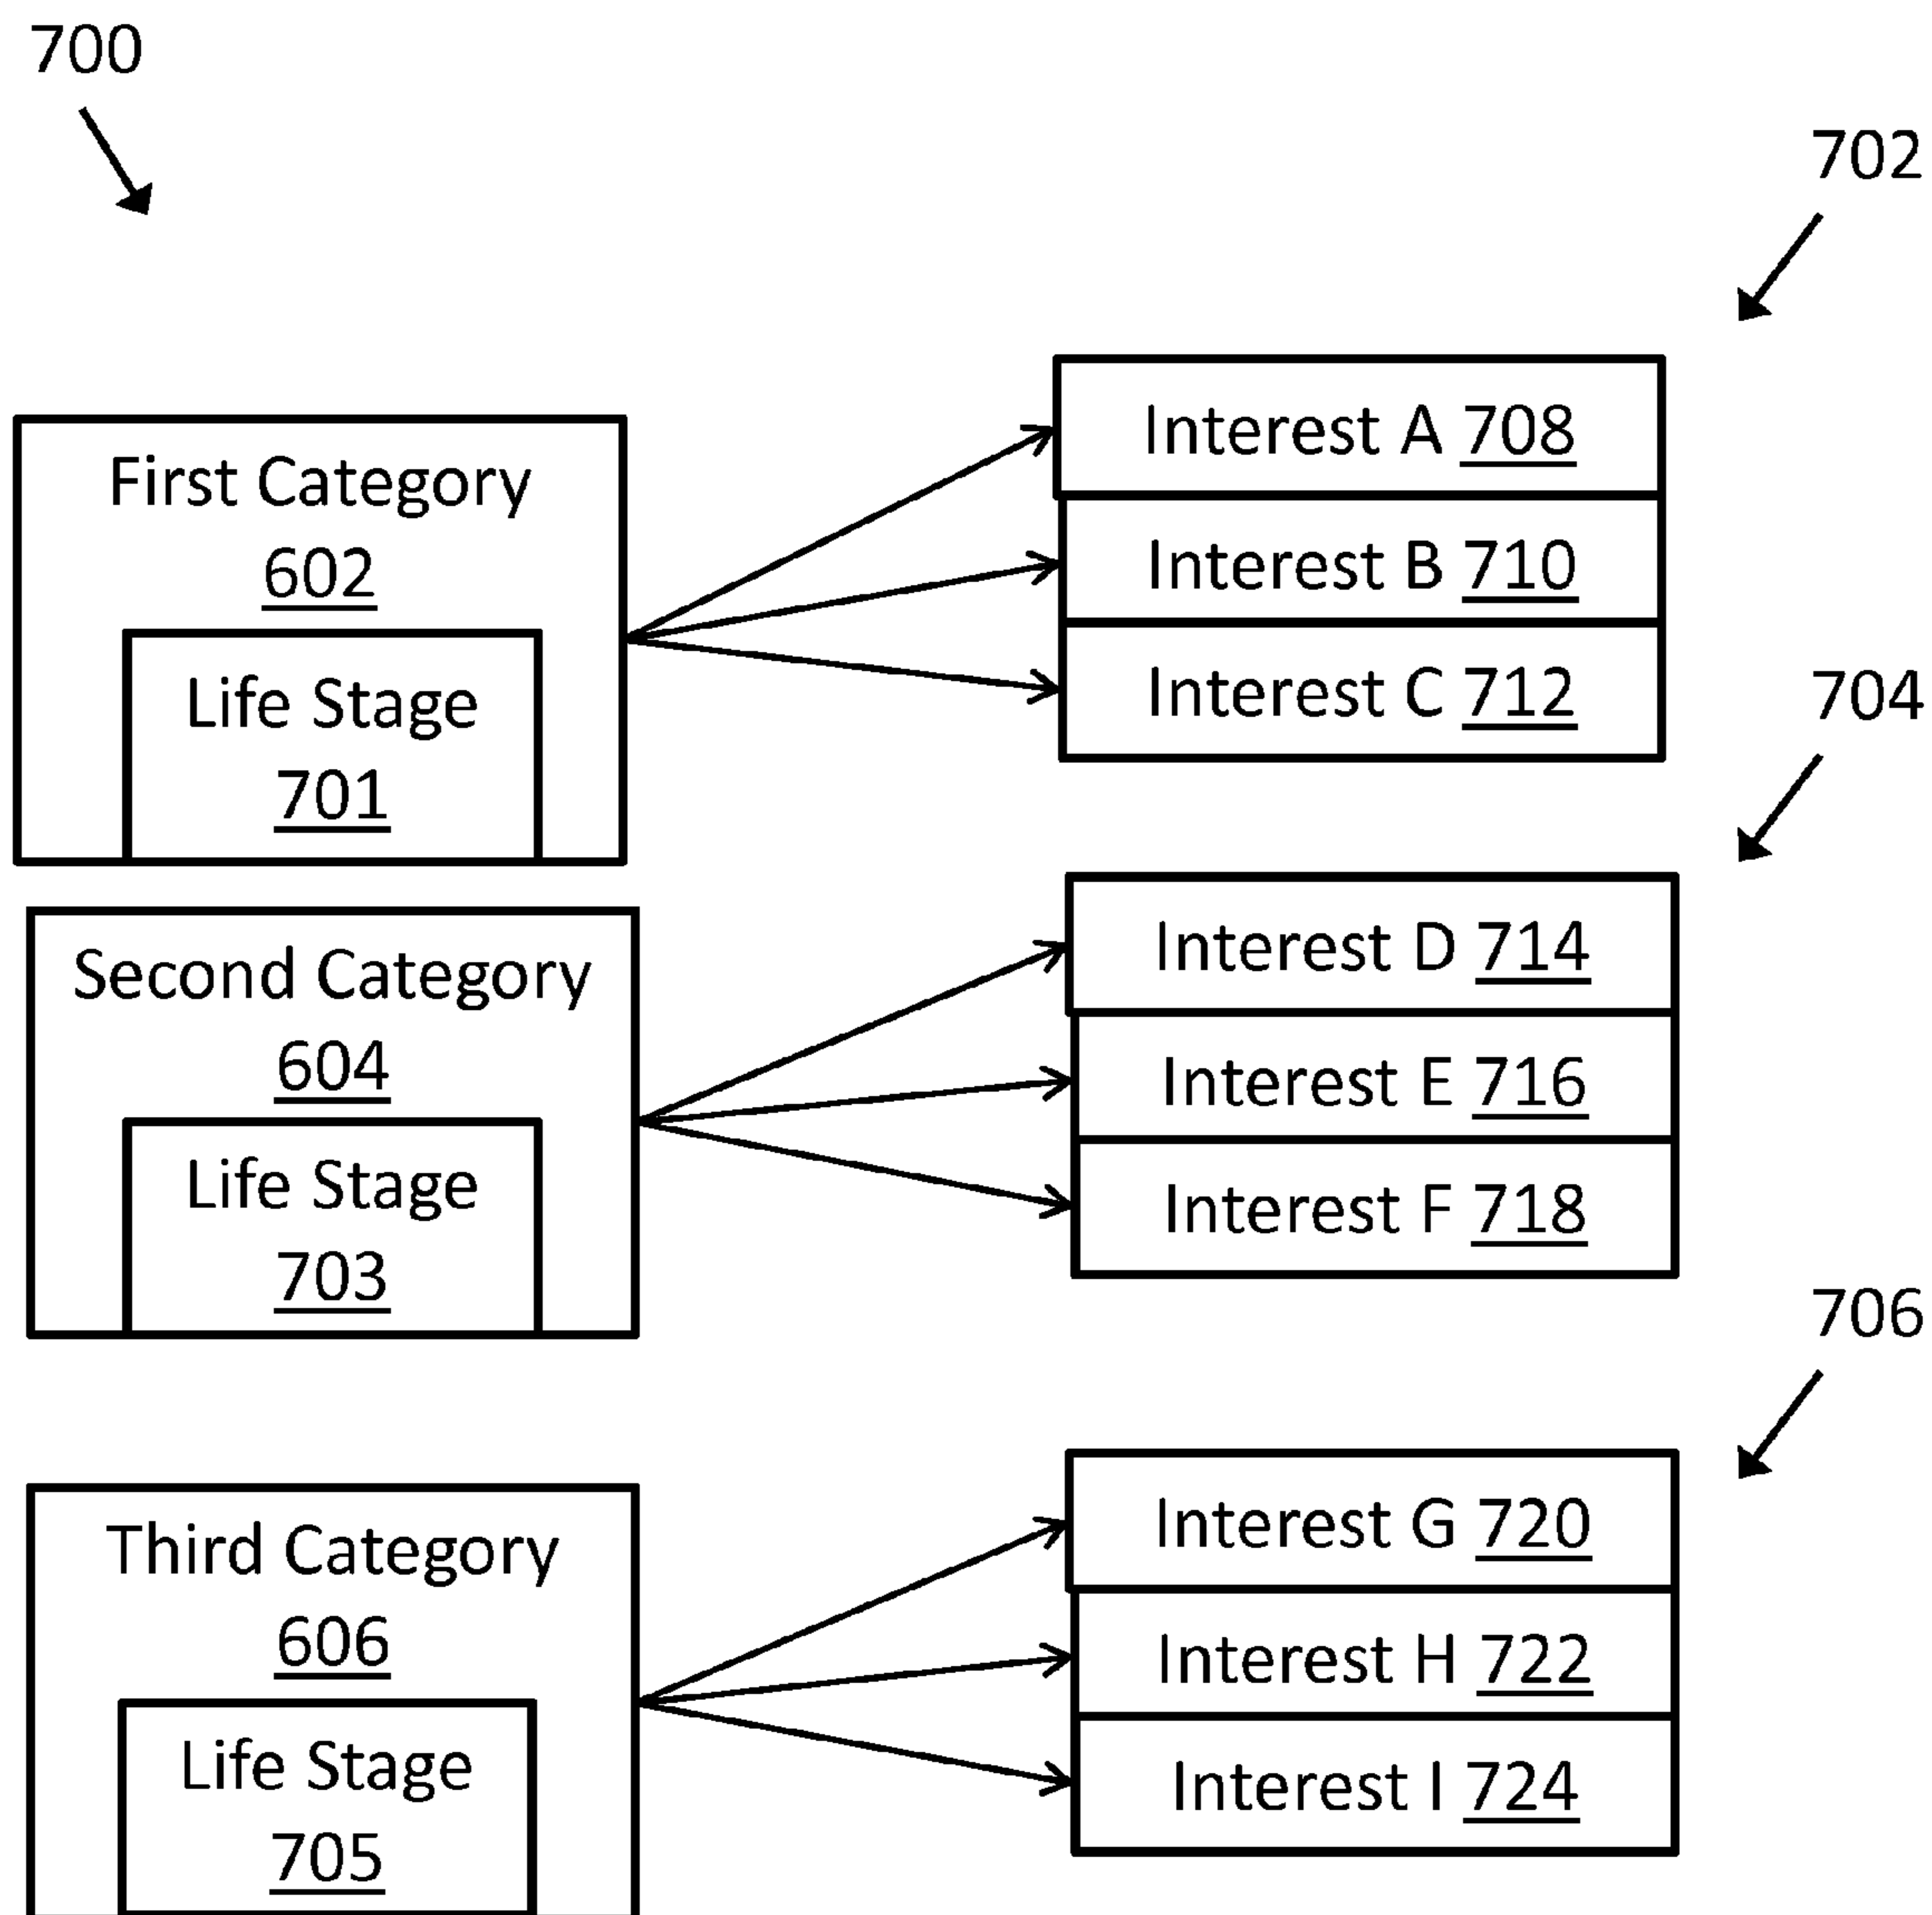 700
702
First Category
602
Life Stage
701
Interest A 708
Interest B 710
Interest C 712
704
Second Category
604
Life Stage
703
Interest D 714
Interest E 716
Interest F 718
706
Third Category
606
Life Stage
705
Interest G 720
Interest H 722
Interest I 724